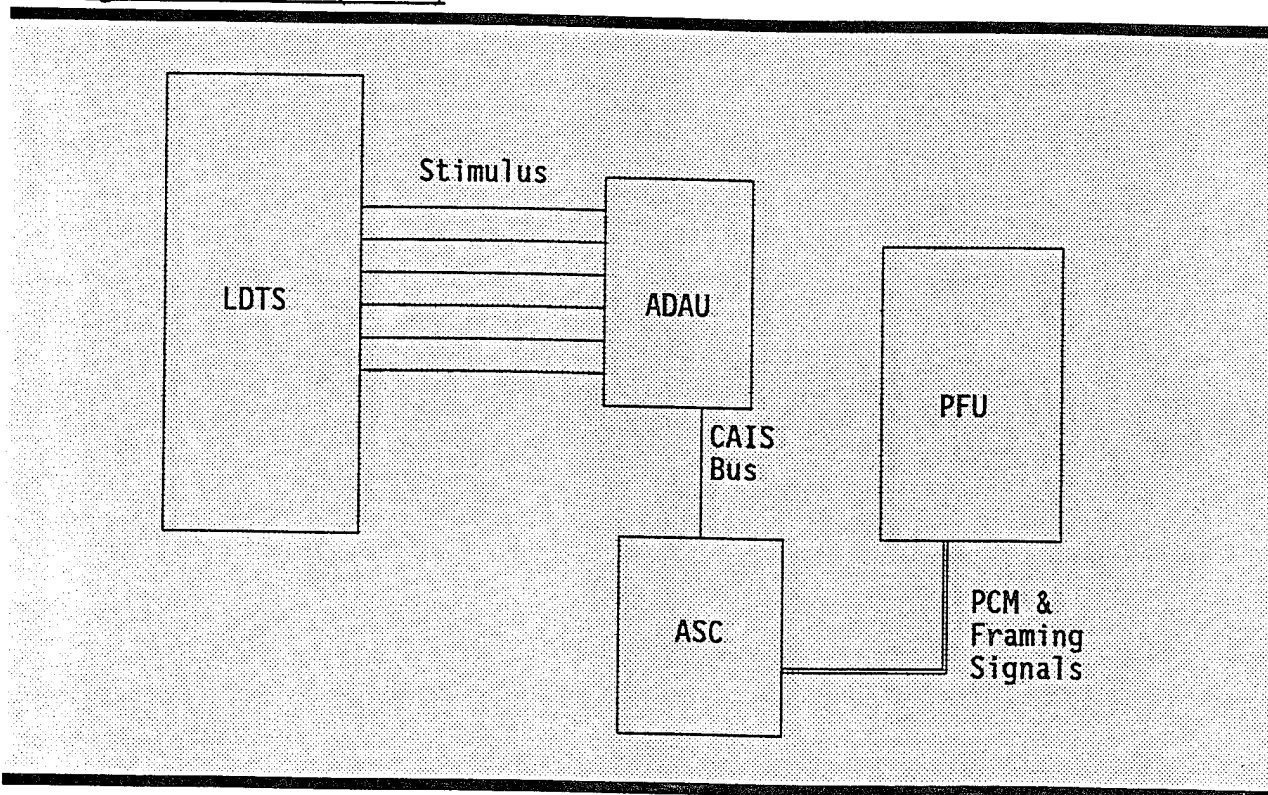 Stimulus
LDTS
ADAU
PFU
CAIS
Bus
ASC
PCM &
Framing
Signals